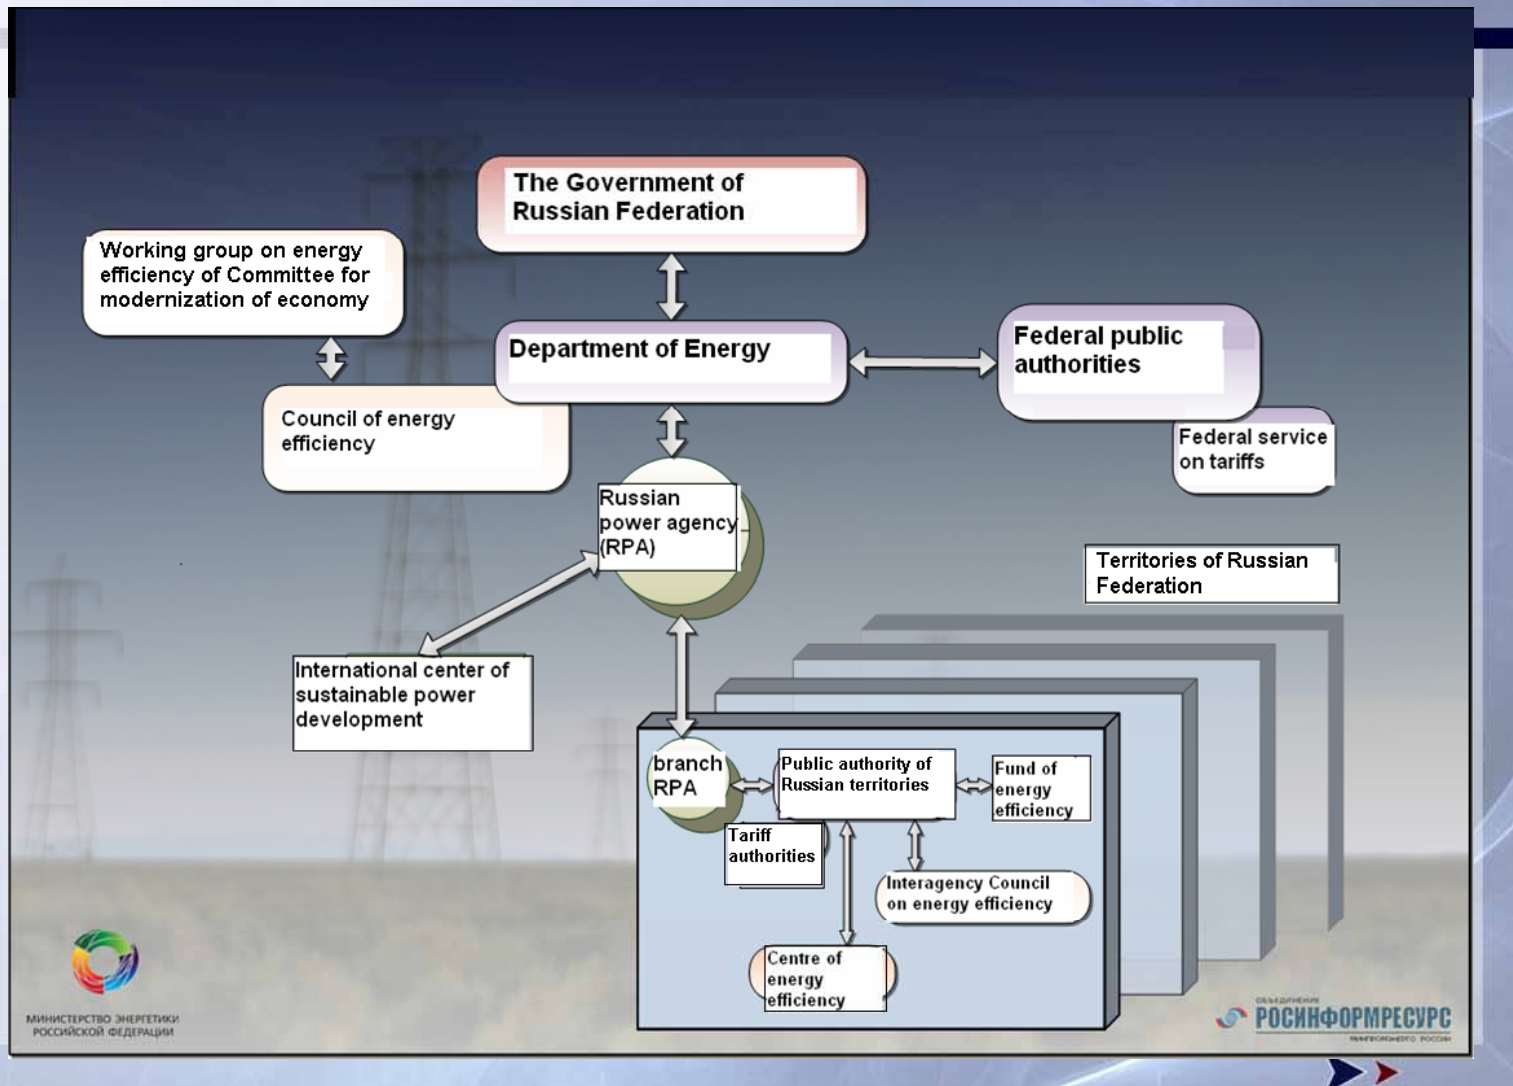 The Government of
Russian Federation
Working group on energy
efficiency of Committee for
modernization of economy
Department of Energy
Federal public
authorities
Council of energy
efficiency
Federal service
on tariffs
Russian
power agency
(RPA)
Territories of Russian
Federation
International center of
sustainable power
development
branch
RPA
Public authority of
Russian territories
Fund of
energy
efficiency
Tariff
authorities
Interagency Council
on energy efficiency
Centre of
energy
efficiency
МИНИСТЕРСТВО ЭНЕРГЕТИКИ
РОССИЙСКОЙ ФЕДЕРАЦИИ
ОБЪЕДИНЕНИЕ
РОСИНФОРМРЕСУРС
МИНПРОМЭНЕРГО РОССИИ